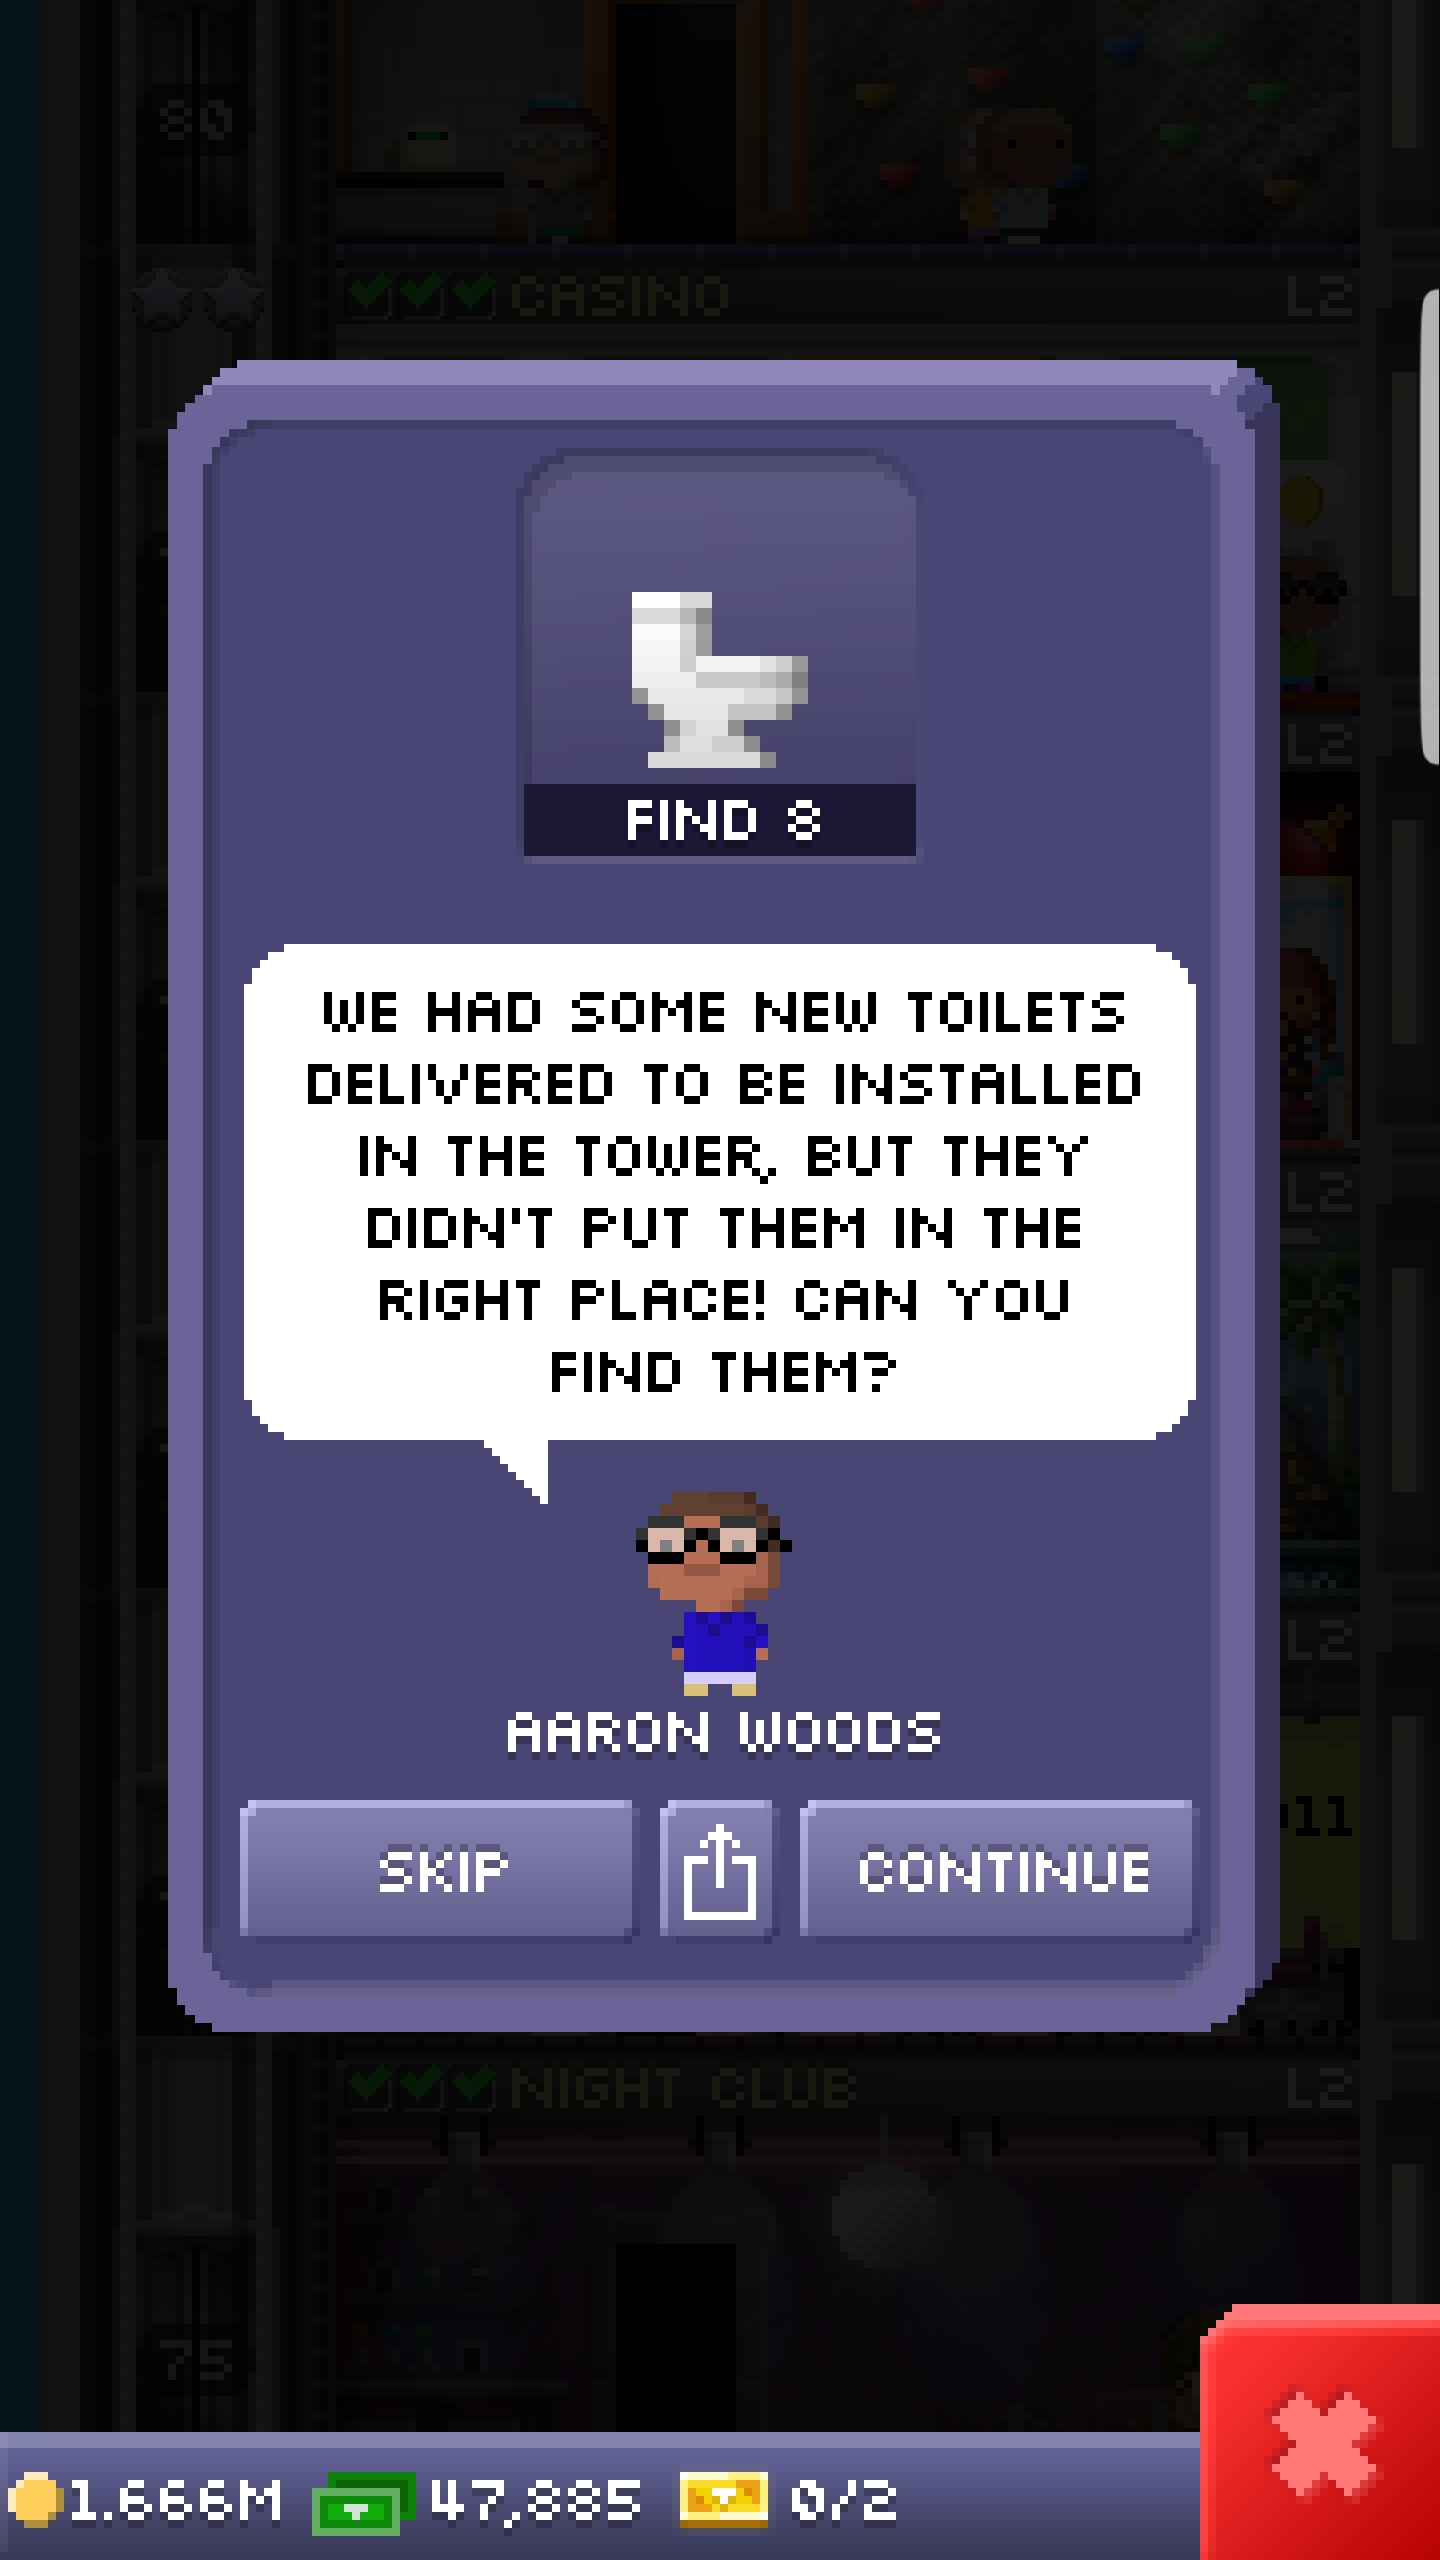 80
CASINO L2
FIND 8
L2
WE HAD SOME NEW TOILETS
DELIVERED TO BE INSTALLED
IN THE TOWER, BUT THEY
DIDN'T PUT THEM IN THE
RIGHT PLACE! CAN YOU
FIND THEM?
L2
L2
AARON WOODS
11
SKIP CONTINUE
NIGHT CLUB L2
75
1.666M 47,885 0/2